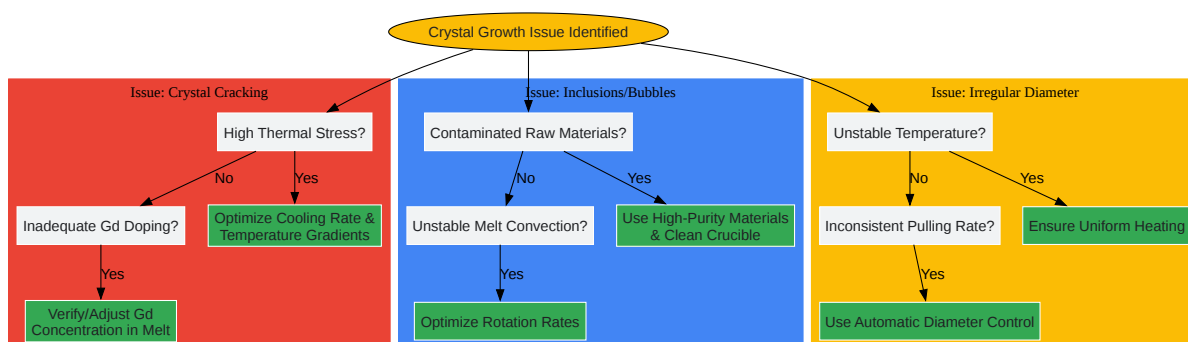 Crystal Growth Issue Identified
Issue: Crystal Cracking
Issue: Inclusions/Bubbles
Issue: Irregular Diameter
High Thermal Stress?
Contaminated Raw Materials?
Unstable Temperature?
No
Yes
No
Yes
No
Yes
Inadequate Gd Doping?
Optimize Cooling Rate &
Temperature Gradients
Unstable Melt Convection?
Use High-Purity Materials
& Clean Crucible
Inconsistent Pulling Rate?
Ensure Uniform Heating
Yes
Yes
Yes
Verify/Adjust Gd
Concentration in Melt
Optimize Rotation Rates
Use Automatic Diameter Control